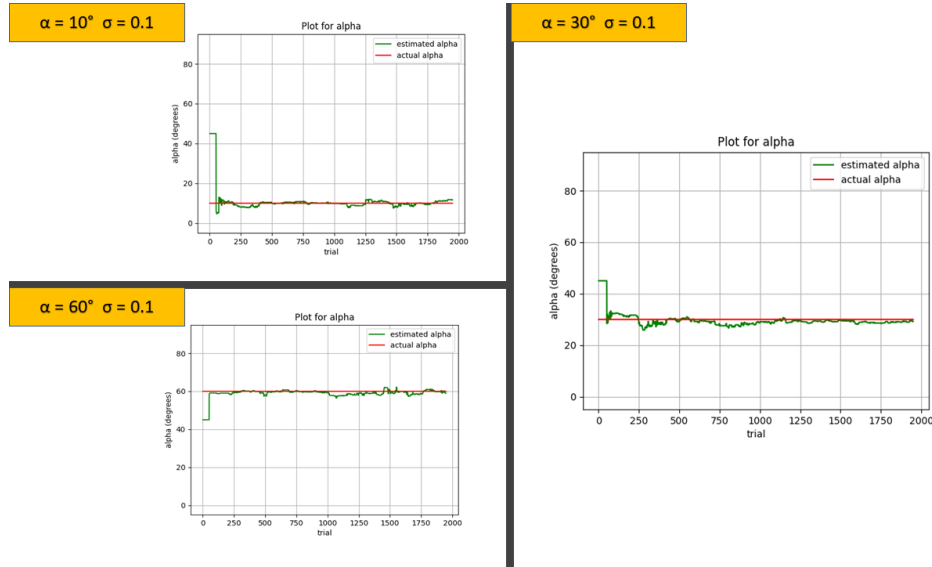 α = 10° σ = 0.1
Plot for alpha
estimated alpha
actual alpha
alpha (degrees)
80
60
40
20
0
0 250 500 750 1000 1250 1500 1750 2000
trial
α = 60° σ = 0.1
Plot for alpha
estimated alpha
actual alpha
alpha (degrees)
80
60
40
20
0
0 250 500 750 1000 1250 1500 1750 2000
trial
α = 30° σ = 0.1
Plot for alpha
estimated alpha
actual alpha
alpha (degrees)
80
60
40
20
0
0 250 500 750 1000 1250 1500 1750 2000
trial